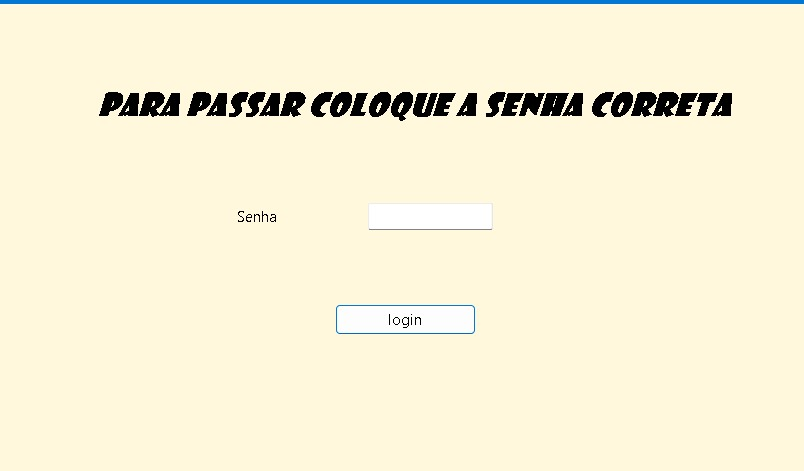 PARA PASSAR COLOQUE A SENHA CORRETA
Senha
login